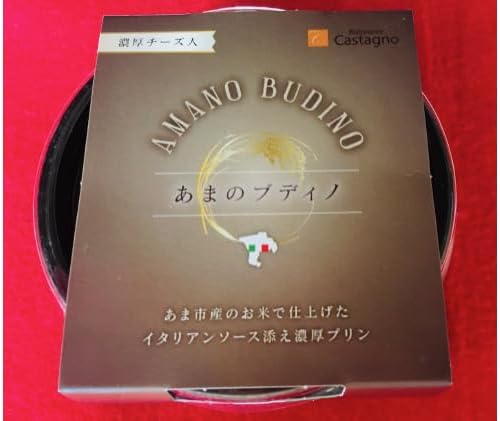 濃厚チーズ入
Ristorante
Castagno
AMANO BUDINO
あまのブディノ
あま市産のお米で仕上げた
イタリアンソース添え濃厚プリン